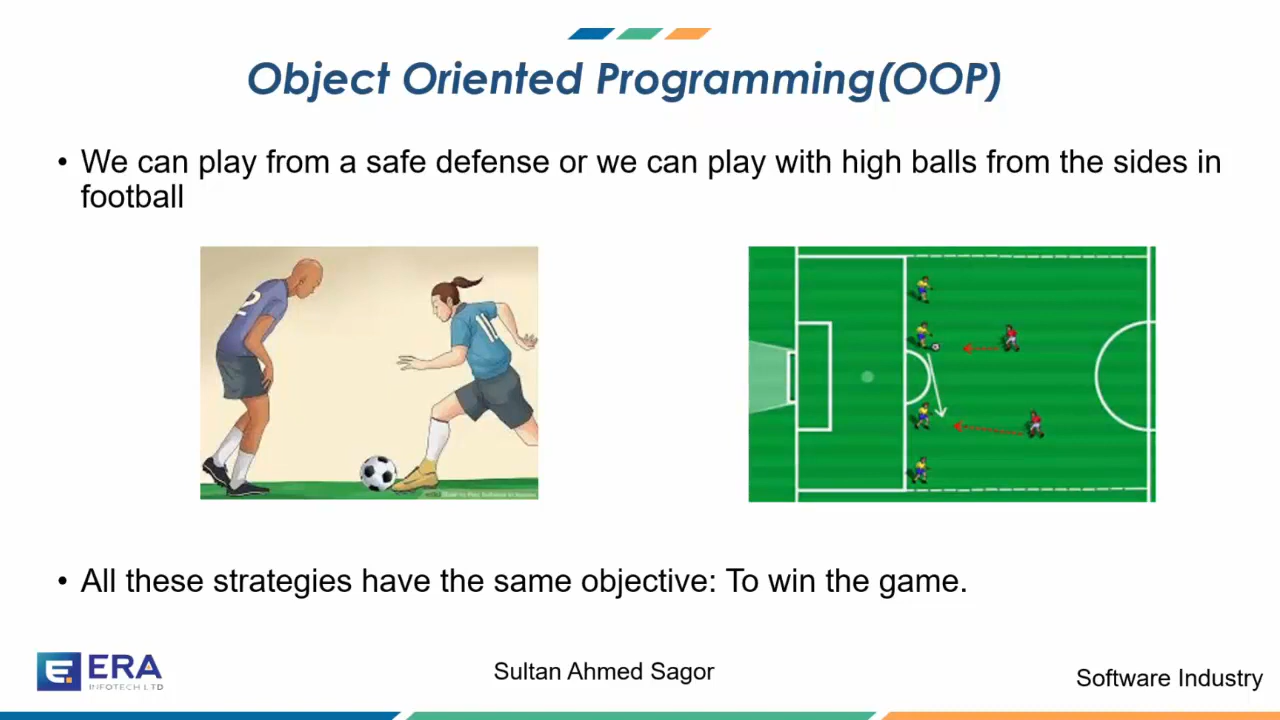 Object Oriented Programming(OOP)
• We can play from a safe defense or we can play with high balls from the sides in
football
2
11
• All these strategies have the same objective: To win the game.
ERA
INFOTECH LTD
Sultan Ahmed Sagor
Software Industry